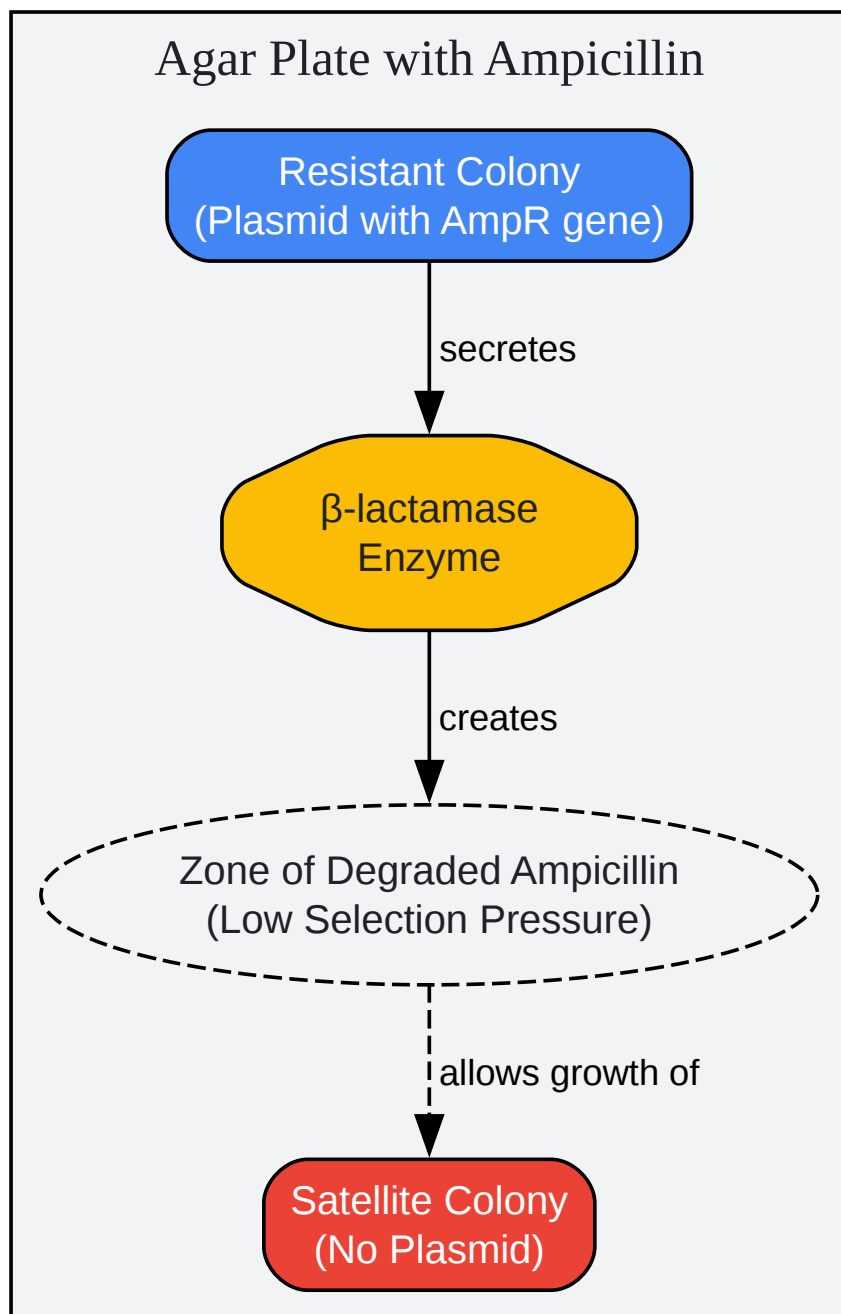 Agar Plate with Ampicillin
Resistant Colony
(Plasmid with AmpR gene)
secretes
β-lactamase
Enzyme
creates
Zone of Degraded Ampicillin
(Low Selection Pressure)
allows growth of
Satellite Colony
(No Plasmid)